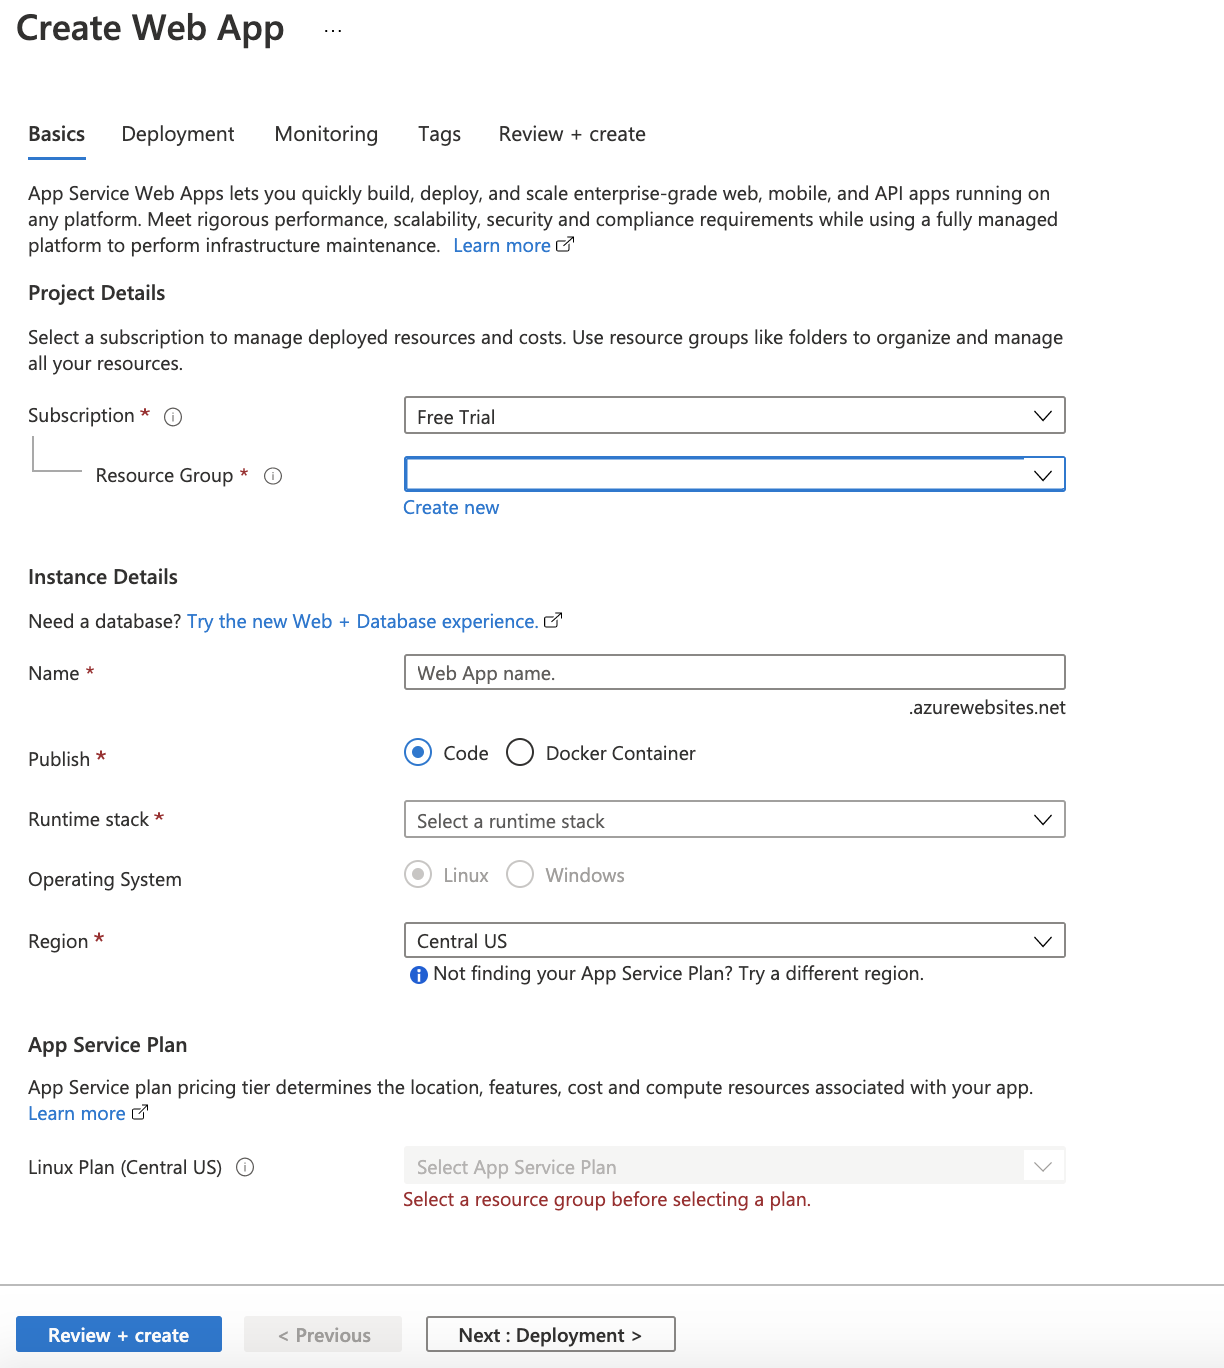 Create Web App ...
Basics Deployment Monitoring Tags Review + create
App Service Web Apps lets you quickly build, deploy, and scale enterprise-grade web, mobile, and API apps running on
any platform. Meet rigorous performance, scalability, security and compliance requirements while using a fully managed
platform to perform infrastructure maintenance. Learn more
Project Details
Select a subscription to manage deployed resources and costs. Use resource groups like folders to organize and manage
all your resources.
Subscription *
Free Trial
Resource Group *
Create new
Instance Details
Need a database? Try the new Web + Database experience.
Name *
Web App name.
.azurewebsites.net
Publish *
Code Docker Container
Runtime stack *
Select a runtime stack
Operating System
Linux Windows
Region *
Central US
Not finding your App Service Plan? Try a different region.
App Service Plan
App Service plan pricing tier determines the location, features, cost and compute resources associated with your app.
Learn more
Linux Plan (Central US)
Select App Service Plan
Select a resource group before selecting a plan.
Review + create < Previous Next : Deployment >